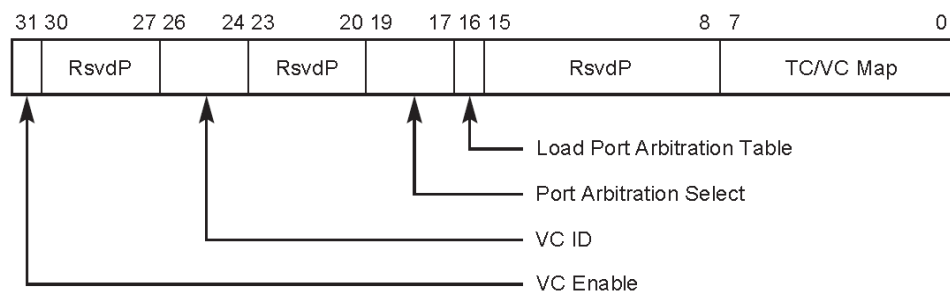 31 30 27 26 24 23 20 19 17 16 15 8 7 0
RsvdP RsvdP RsvdP TC/VC Map
Load Port Arbitration Table
Port Arbitration Select
VC ID
VC Enable